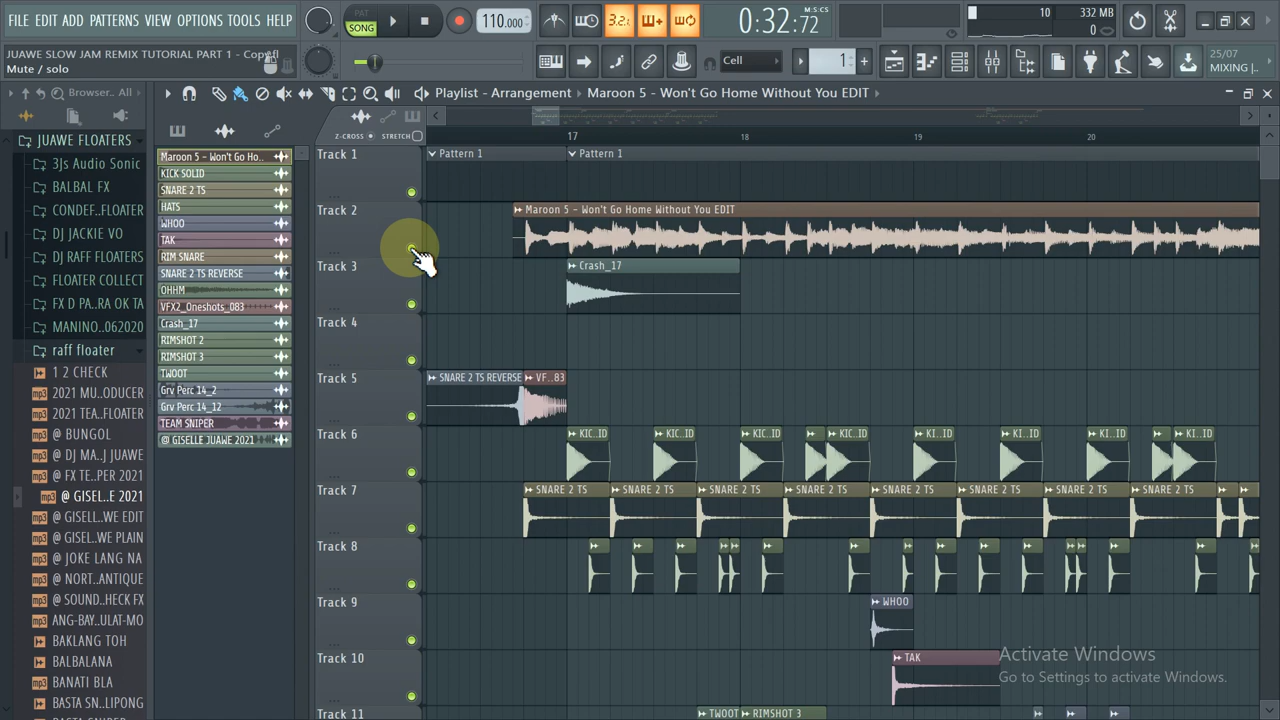 FILE EDIT ADD PATTERNS VIEW OPTIONS TOOLS HELP
PAT
SONG
110.000
3.2
0:32:72
M:S:CS
10
332 MB
0
JUAWE SLOW JAM REMIX TUTORIAL PART 1 - Copy.fl
Mute / solo
Cell
1
25/07
MIXING |..
Browser.. All
Playlist - Arrangement
Maroon 5 - Won't Go Home Without You EDIT
JUAWE FLOATERS
3Js Audio Sonic
BALBAL FX
CONDEF..FLOATER
DJ JACKIE VO
DJ RAFF FLOATERS
FLOATER COLLECT
FX D PA..RA OK TA
MANINO..062020
raff floater
1 2 CHECK
2021 MU..ODUCER
2021 TEA..FLOATER
@ BUNGOL
@ DJ MA..J JUAWE
@ FX TE..PER 2021
@ GISEL..E 2021
@ GISELL..WE EDIT
@ GISEL..WE PLAIN
@ JOKE LANG NA
@ NORT..ANTIQUE
@ SOUND..HECK FX
ANG-BAY..ULAT-MO
BAKLANG TOH
BALBALANA
BANATI BLA
BASTA SN..LIPONG
Maroon 5 - Won't Go Ho..
KICK SOLID
SNARE 2 TS
HATS
WHOO
TAK
RIM SNARE
SNARE 2 TS REVERSE
OHHM
VFX2_Oneshots_083
Crash_17
RIMSHOT 2
RIMSHOT 3
TWOOT
Grv Perc 14_2
Grv Perc 14_12
TEAM SNIPER
@ GISELLE JUAWE 2021
Z-CROSS
STRETCH
17
18
19
20
Track 1
Pattern 1
Pattern 1
Track 2
Maroon 5 - Won't Go Home Without You EDIT
Track 3
Crash_17
Track 4
Track 5
SNARE 2 TS REVERSE
VF..83
Track 6
KIC..ID
KIC..ID
KIC..ID
KIC..ID
KI..ID
KI..ID
KI..ID
KI..ID
Track 7
SNARE 2 TS
SNARE 2 TS
SNARE 2 TS
SNARE 2 TS
SNARE 2 TS
SNARE 2 TS
SNARE 2 TS
SNARE 2 TS
Track 8
Track 9
WHOO
Track 10
TAK
Track 11
TWOOT
RIMSHOT 3
Activate Windows
Go to Settings to activate Windows.